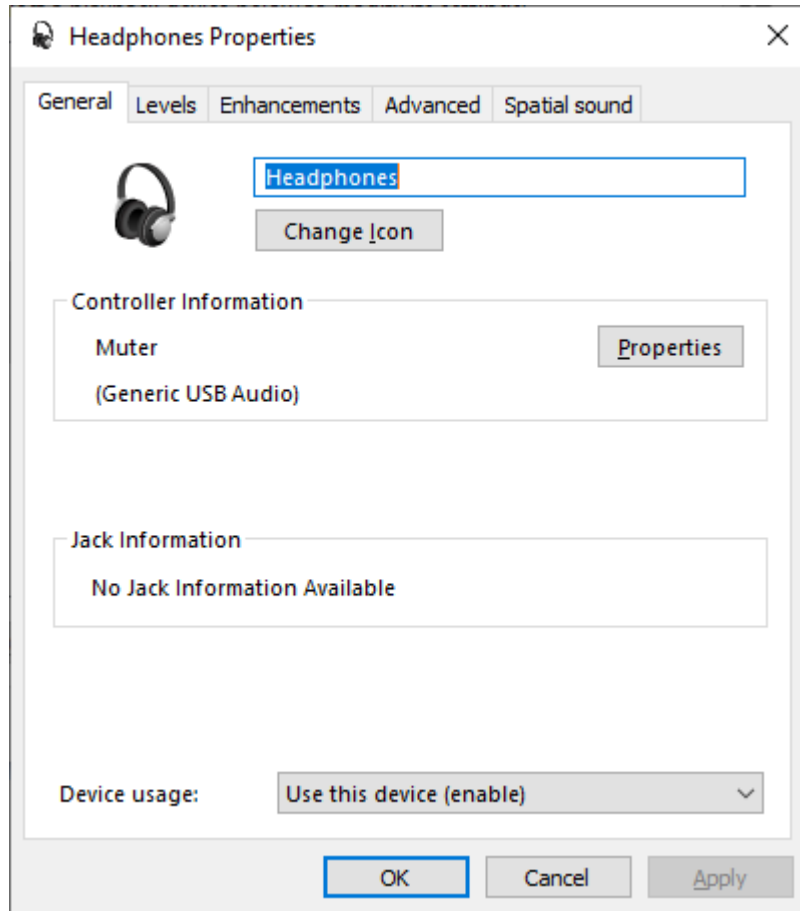 Headphones Properties
General Levels Enhancements Advanced Spatial sound
Headphones
Change Icon
Controller Information
Muter
Properties
(Generic USB Audio)
Jack Information
No Jack Information Available
Device usage: Use this device (enable)
OK Cancel Apply